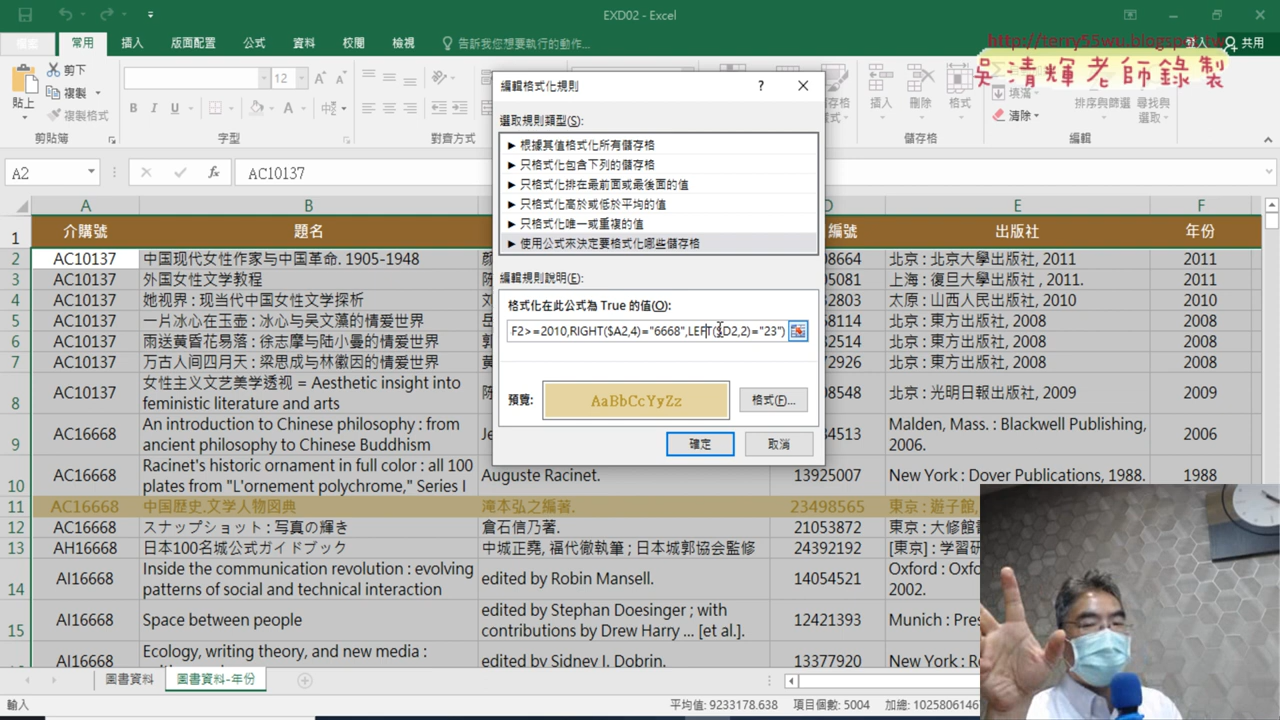 EXD02 - Excel
http://terry55wu.blogspot.tw
吳清輝老師錄製
常用 插入 版面配置 公式 資料 校閱 檢視 告訴我您想要執行的動作... 登入 共用
剪下
複製
複製格式
貼上
12
B I U
剪貼簿 字型 對齊方式 儲存格 編輯
插入 刪除 格式
填滿
清除
排序與篩選 尋找與選取
A2 fx AC10137
編輯格式化規則 ?
選取規則類型(S):
► 根據其值格式化所有儲存格
► 只格式化包含下列的儲存格
► 只格式化排在最前面或最後面的值
► 只格式化高於或低於平均的值
► 只格式化唯一或重複的值
► 使用公式來決定要格式化哪些儲存格
編輯規則說明(E):
格式化在此公式為 True 的值(O):
F2>=2010,RIGHT($A2,4)="6668",LEFT($D2,2)="23")
預覽: AaBbCcYyZz 格式(F)...
確定 取消
A B D E F
1 介購號 題名 編號 出版社 年份
2 AC10137 中国现代女性作家与中国革命. 1905-1948 顏 08664 北京 : 北京大學出版社, 2011 2011
3 AC10137 外国女性文学教程 陈 05081 上海 : 復旦大學出版社 , 2011. 2011
4 AC10137 她视界 : 现当代中国女性文学探析 刘 32803 太原 : 山西人民出版社, 2010 2010
5 AC10137 一片冰心在玉壶 : 冰心与吴文藻的情爱世界 岳 58114 北京 : 東方出版社, 2008 2008
6 AC10137 雨送黄昏花易落 : 徐志摩与陆小曼的情爱世界 郭 32514 北京 : 東方出版社, 2008 2008
7 AC10137 万古人间四月天 : 梁思成与林徽因的情爱世界 黄 72926 北京 : 東方出版社, 2008 2008
8 AC10137 女性主义文艺美学透视 = Aesthetic insight into feministic literature and arts 陈 08548 北京 : 光明日報出版社, 2009 2009
9 AC16668 An introduction to Chinese philosophy : from ancient philosophy to Chinese Buddhism Je 34513 Malden, Mass. : Blackwell Publishing, 2006. 2006
10 AC16668 Racinet's historic ornament in full color : all 100 plates from "L'ornement polychrome," Series I Auguste Racinet. 13925007 New York : Dover Publications, 1988. 1988
11 AC16668 中国歴史.文学人物図典 滝本弘之編著. 23498565 東京 : 遊子館,
12 AC16668 スナップショット : 写真の輝き 倉石信乃著. 21053872 東京 : 大修館書
13 AH16668 日本100名城公式ガイドブック 中城正堯, 福代徹執筆 ; 日本城郭協会監修 24392192 [東京] : 学習研
14 AI16668 Inside the communication revolution : evolving patterns of social and technical interaction edited by Robin Mansell. 14054521 Oxford : Oxfo 2002.
15 AI16668 Space between people edited by Stephan Doesinger ; with contributions by Drew Harry ... [et al.]. 12421393 Munich : Pres
AI16668 Ecology, writing theory, and new media : edited by Sidney I. Dobrin. 13377920 New York : Ro
圖書資料 圖書資料-年份
輸入 平均值: 9233178.638 項目個數: 5004 加總: 1025806146